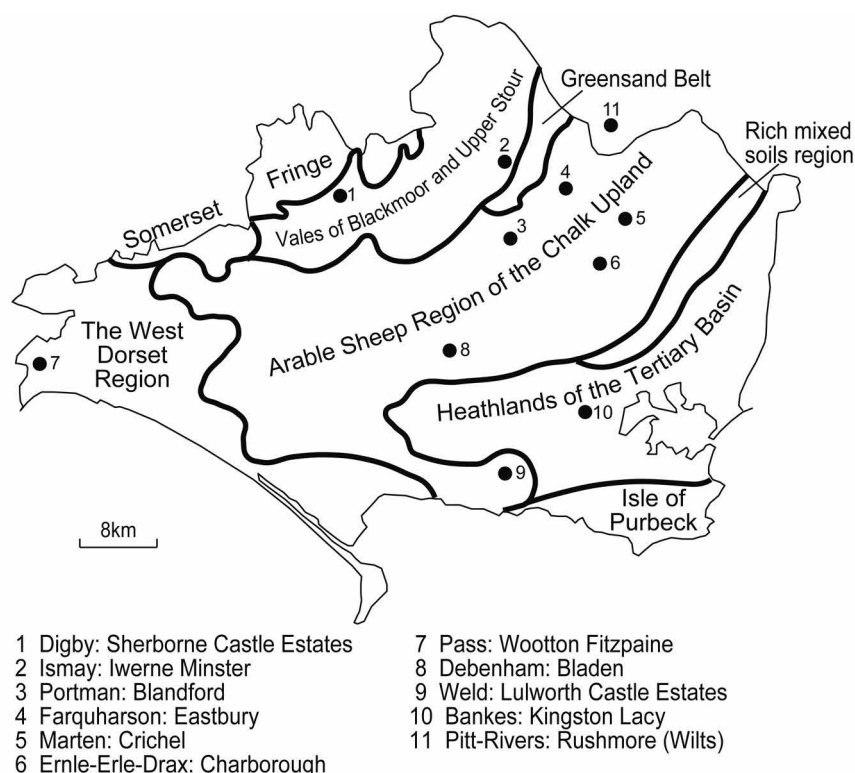 Greensand Belt
11
Rich mixed
soils region
Vales of Blackmoor and Upper Stour
2
Fringe
4
1
Somerset
5
3
6
Arable Sheep Region of the Chalk Upland
The West
Dorset
Region
7
8
Heathlands of the Tertiary Basin
10
9
Isle of
Purbeck
8km
1 Digby: Sherborne Castle Estates
2 Ismay: Iwerne Minster
3 Portman: Blandford
4 Farquharson: Eastbury
5 Marten: Crichel
6 Ernle-Erle-Drax: Charborough
7 Pass: Wootton Fitzpaine
8 Debenham: Bladen
9 Weld: Lulworth Castle Estates
10 Bankes: Kingston Lacy
11 Pitt-Rivers: Rushmore (Wilts)